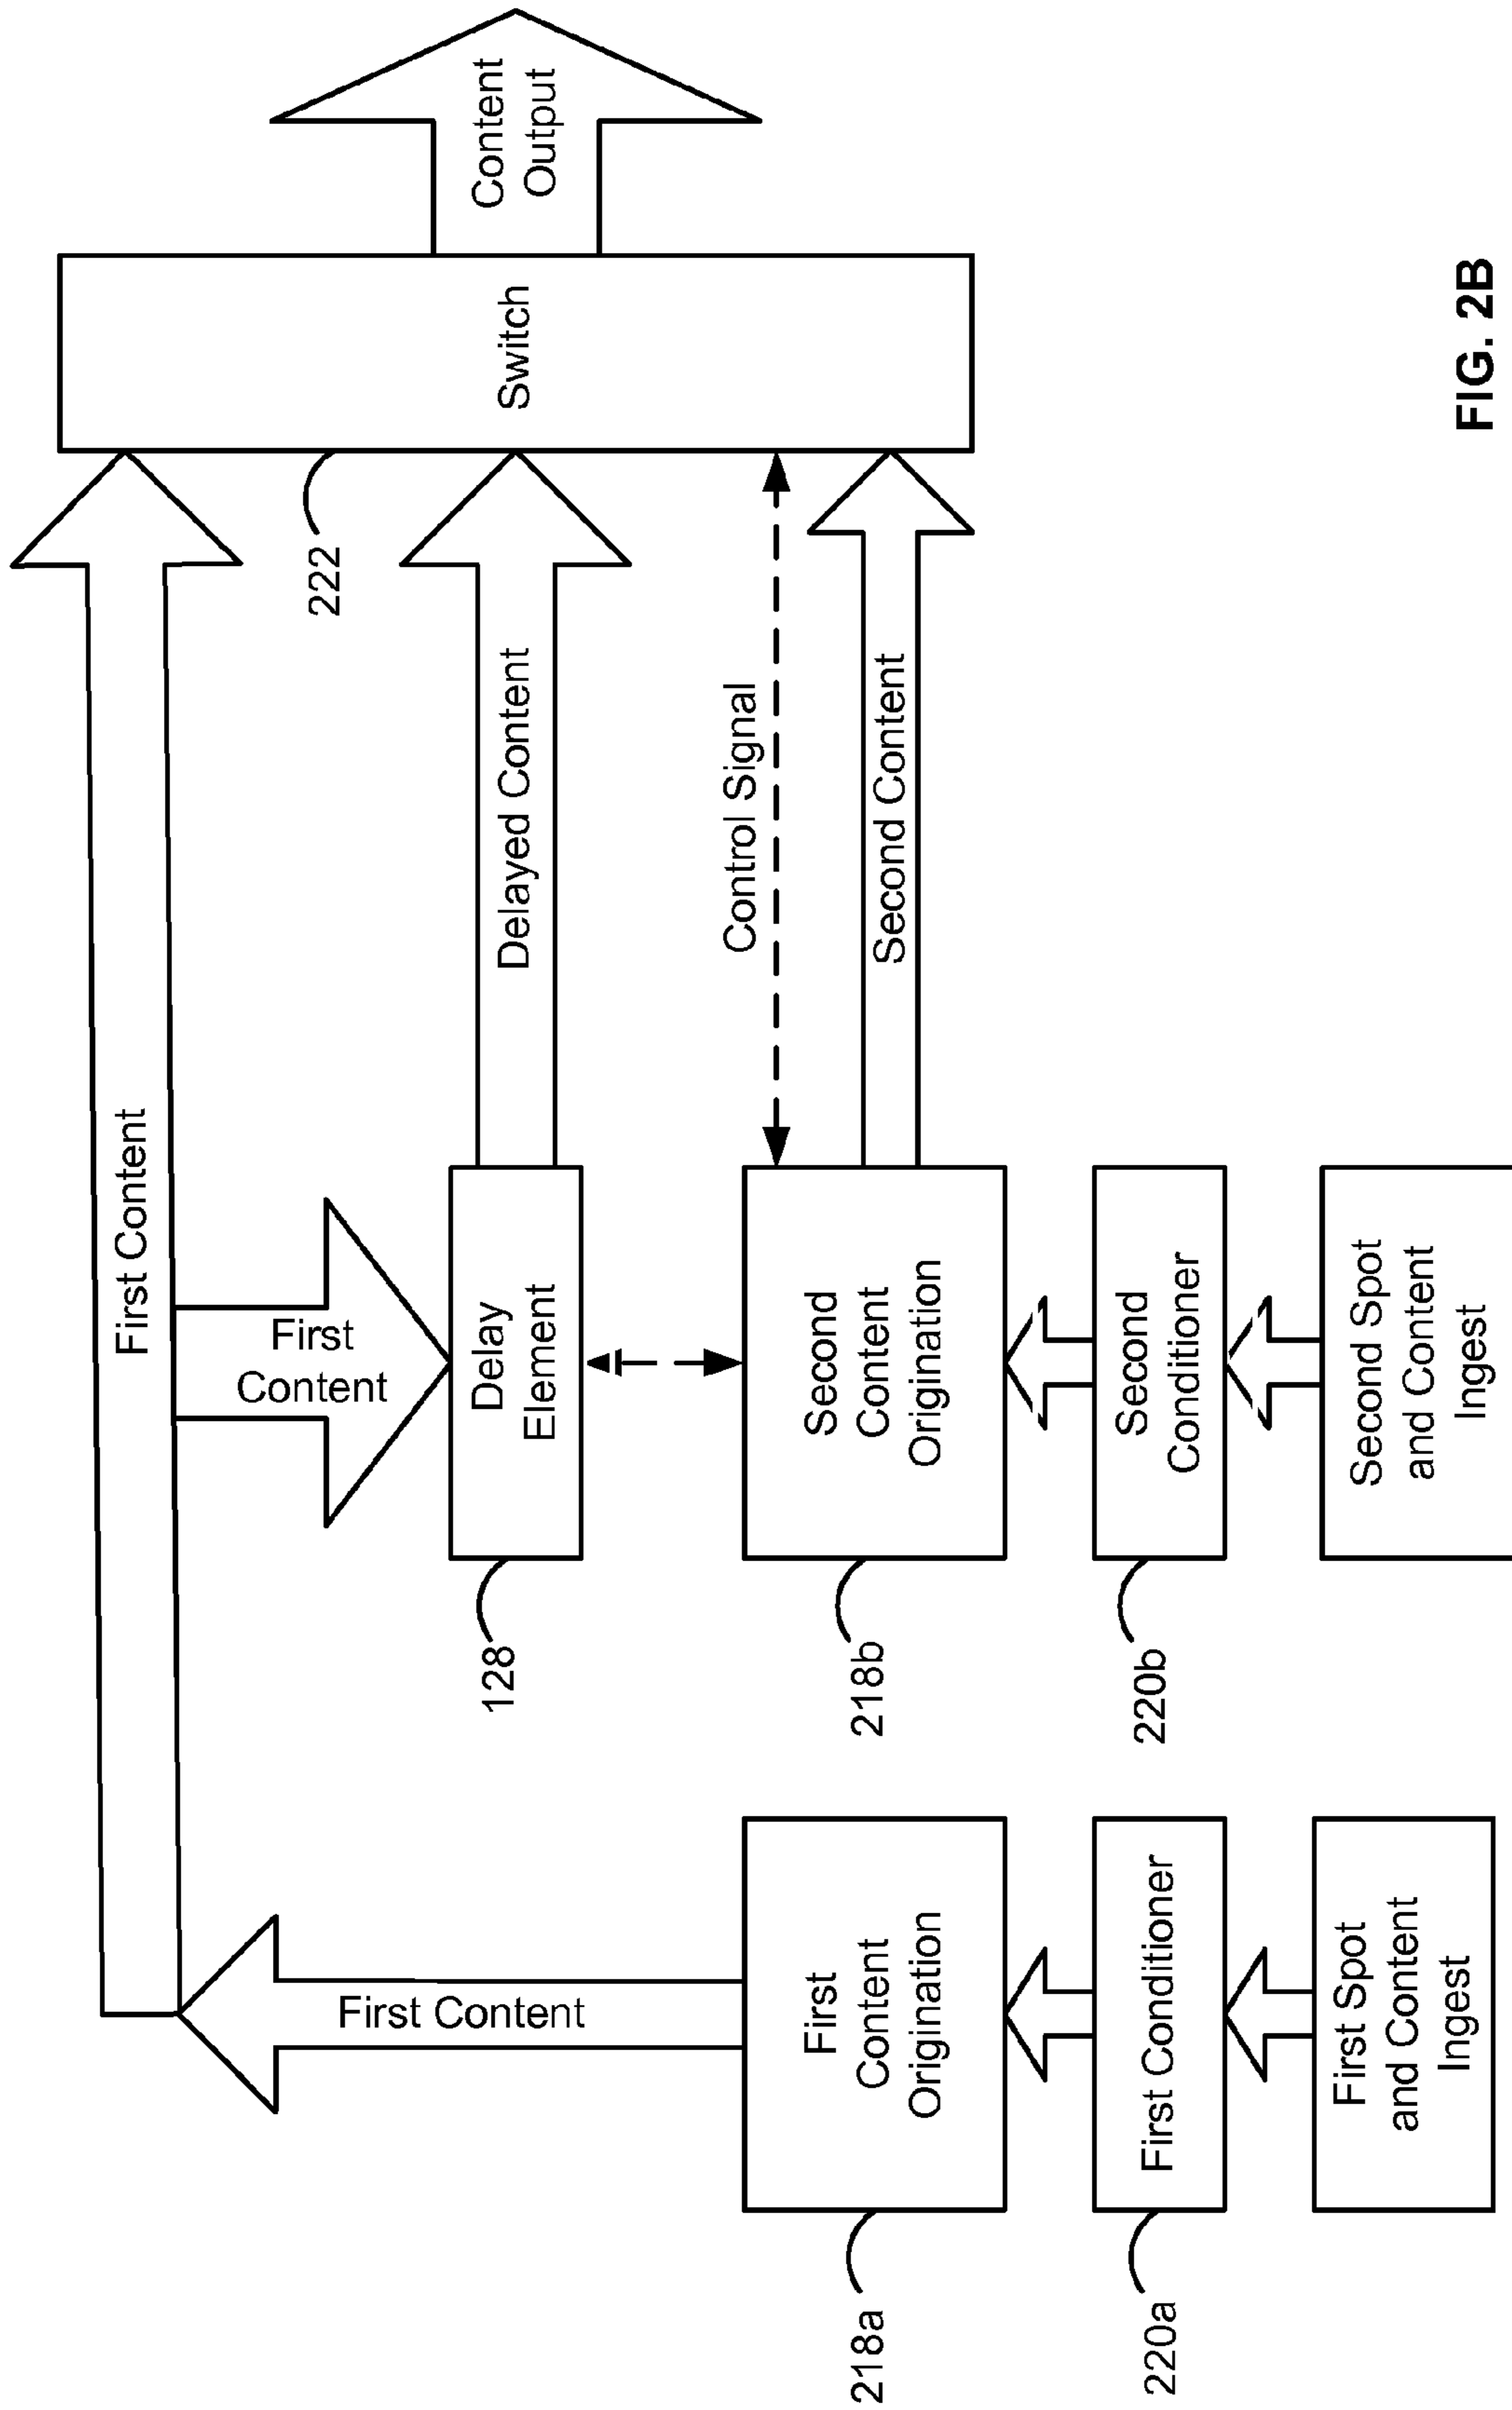 First Content
First
Content
Delay
Element
128
Delayed Content
222
Switch
Content
Output
Control Signal
Second Content
First Content
First
Content
Origination
218a
Second
Content
Origination
218b
First Conditioner
220a
Second
Conditioner
220b
First Spot
and Content
Ingest
Second Spot
and Content
Ingest
FIG. 2B